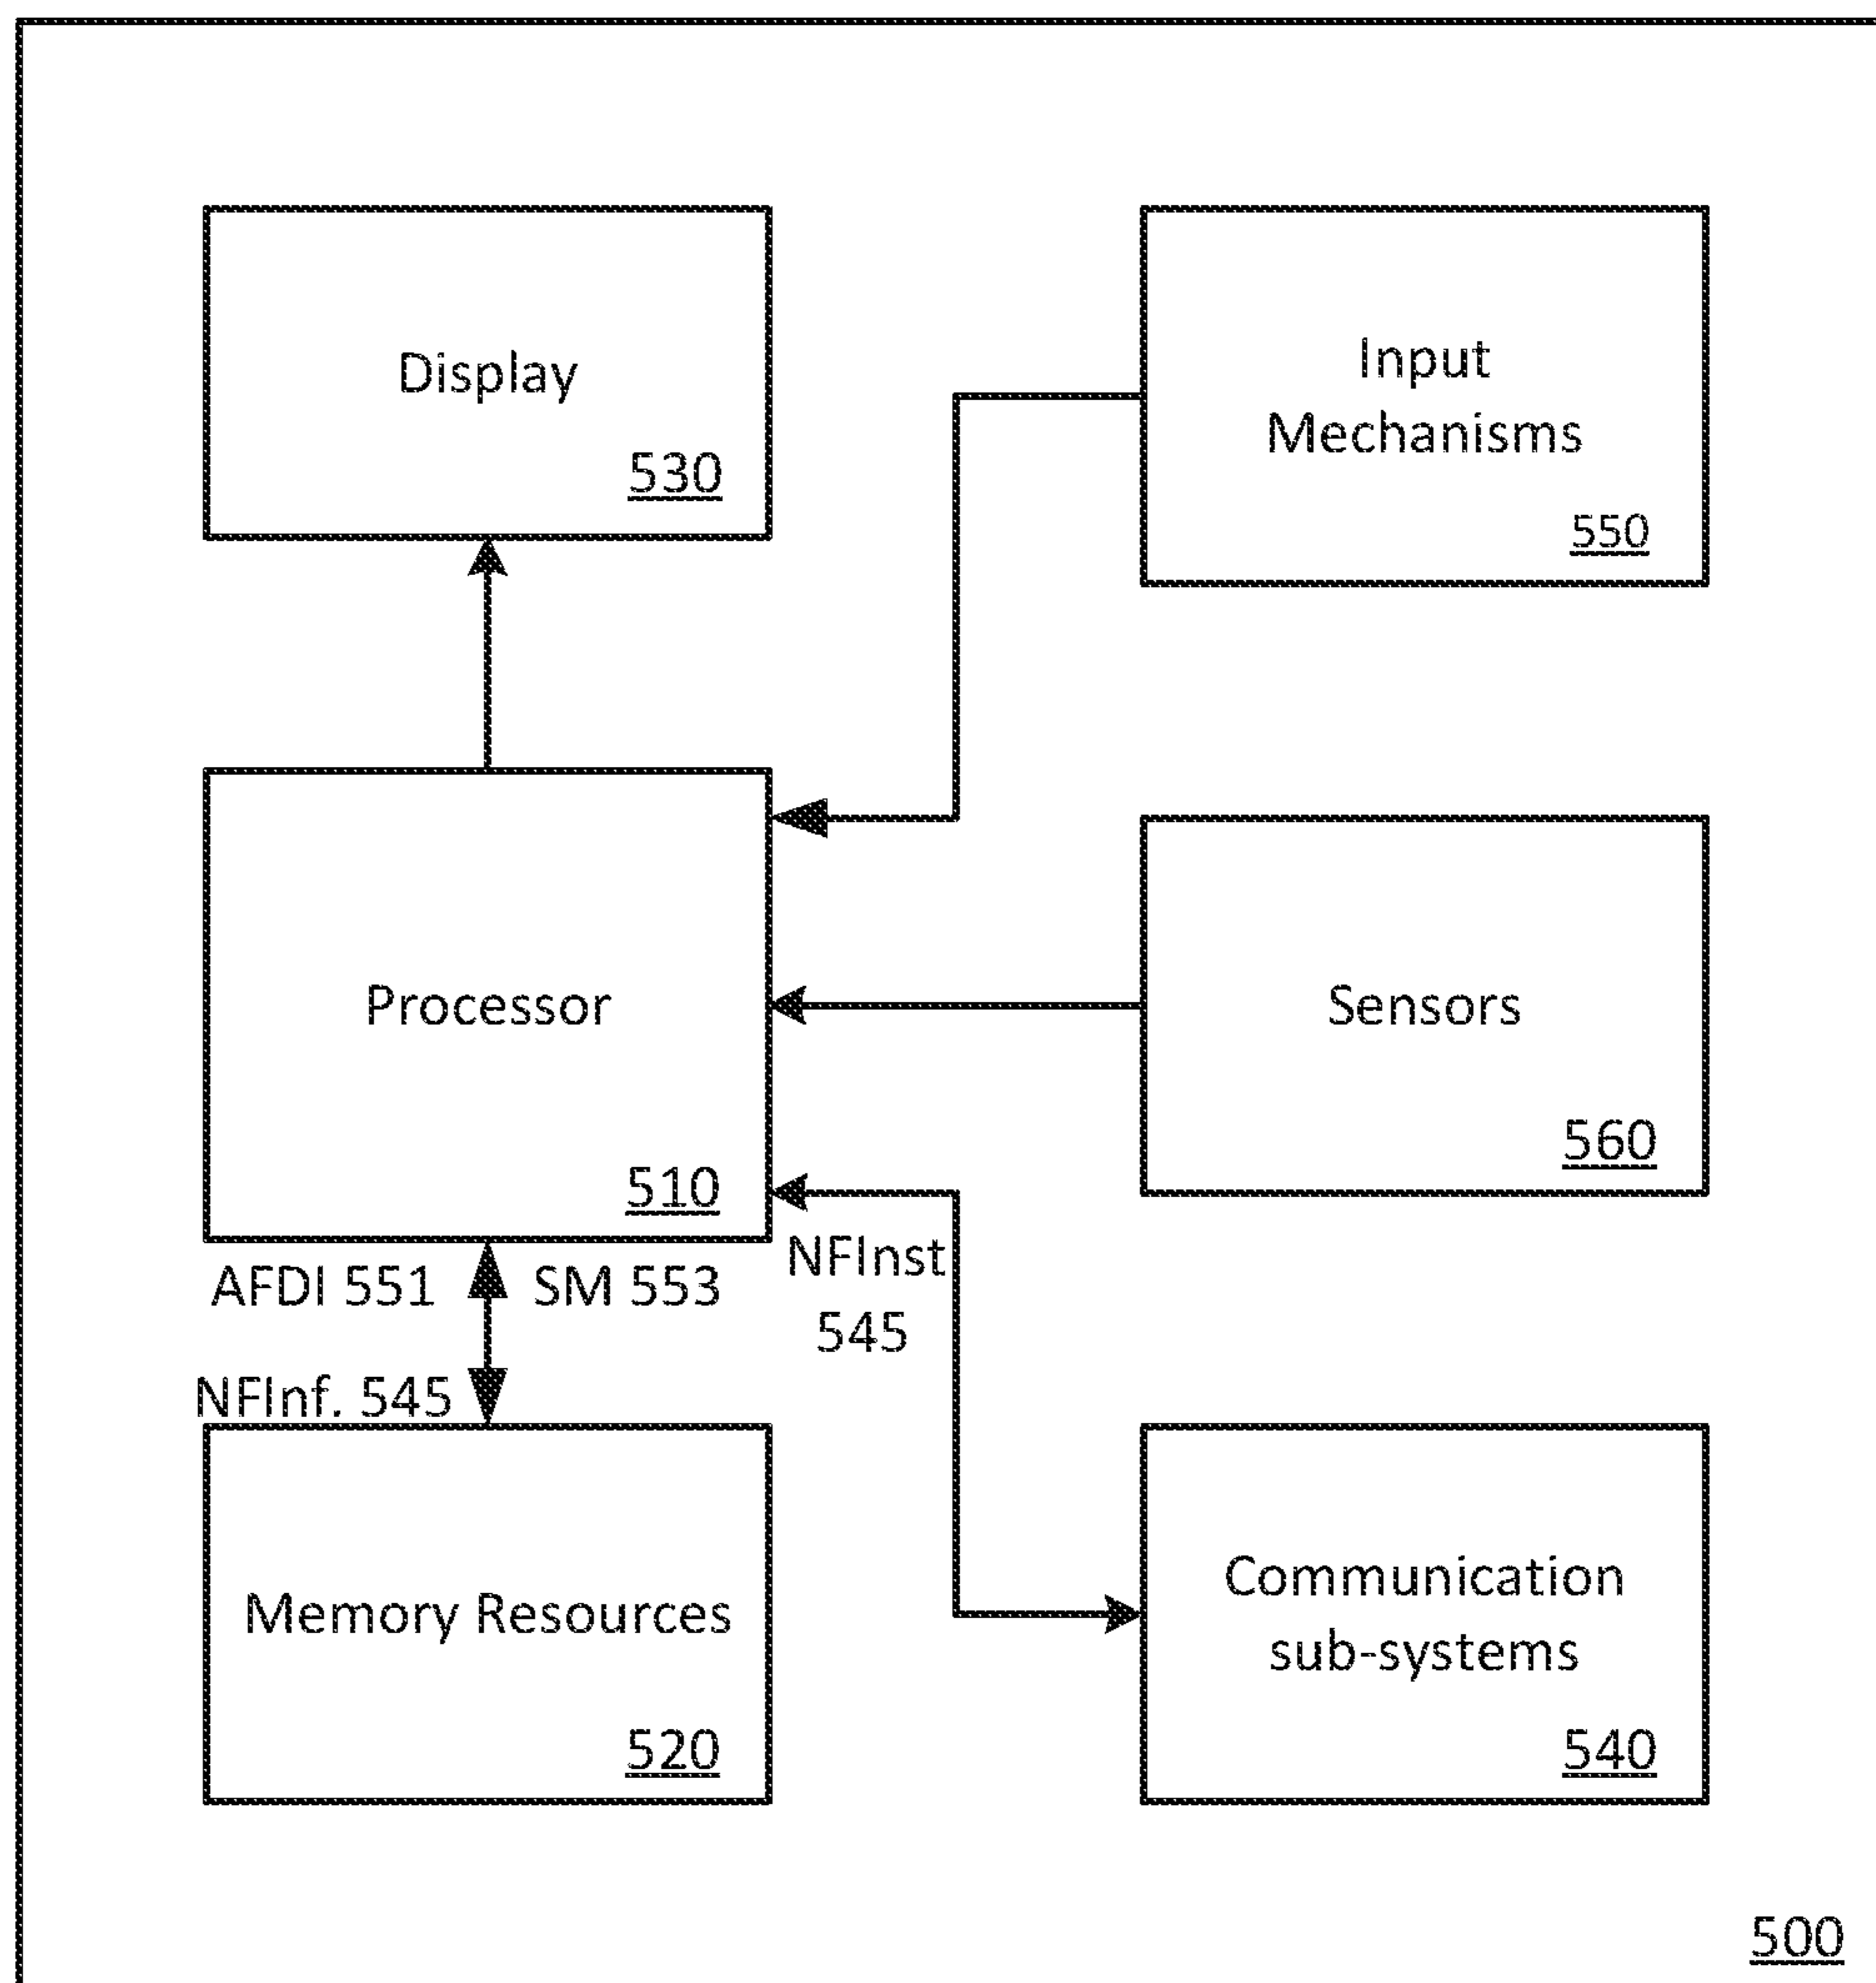 Display
530
Input
Mechanisms
550
Processor
510
Sensors
560
AFDI 551
SM 553
NFInst
545
NFInf. 545
Memory Resources
520
Communication
sub-systems
540
500